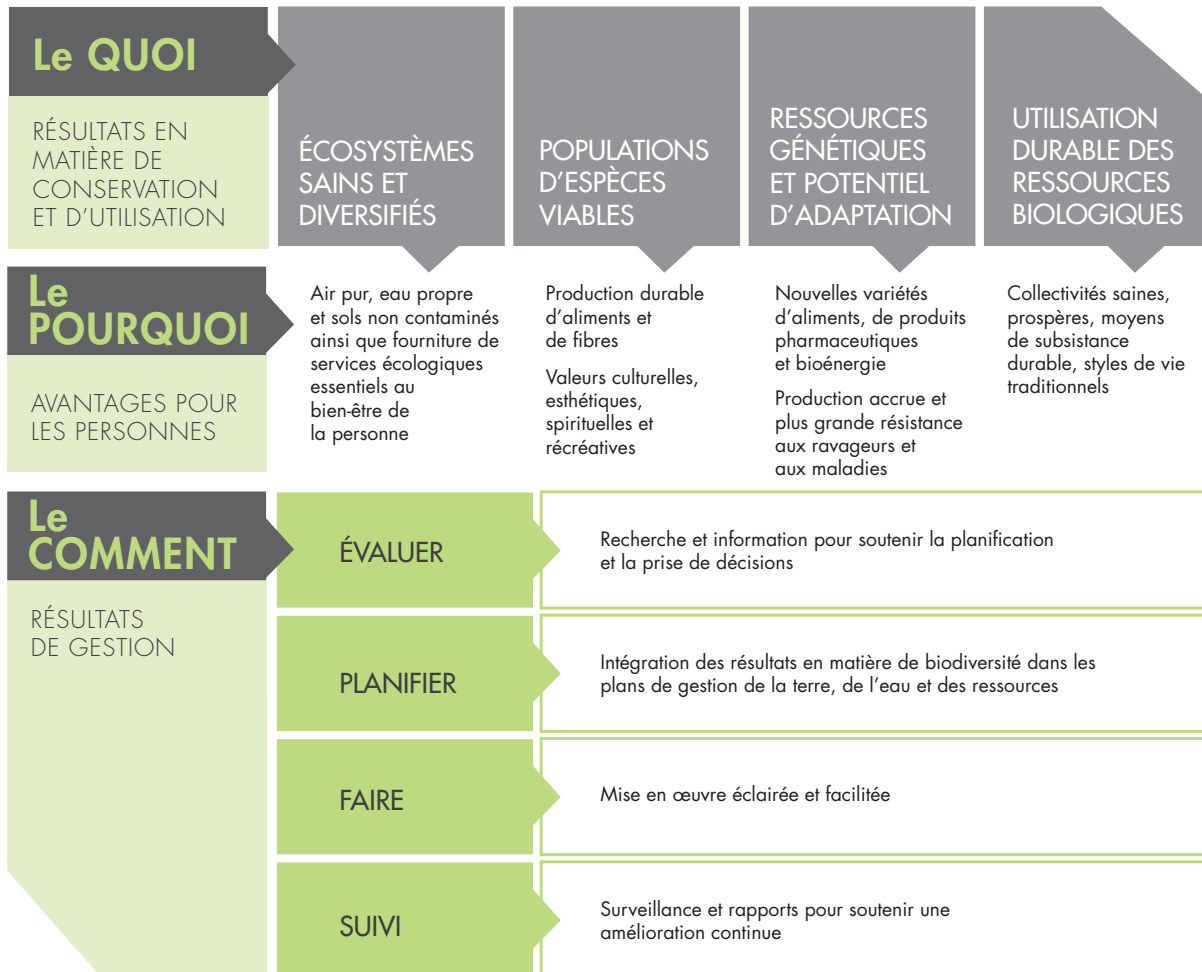 Le QUOI
RÉSULTATS EN
MATIÈRE DE
CONSERVATION
ET D'UTILISATION
ÉCOSYSTÈMES
SAINS ET
DIVERSIFIÉS
POPULATIONS
D'ESPÈCES
VIABLES
RESSOURCES
GÉNÉTIQUES
ET POTENTIEL
D'ADAPTATION
UTILISATION
DURABLE DES
RESSOURCES
BIOLOGIQUES
Le
POURQUOI
AVANTAGES POUR
LES PERSONNES
Air pur, eau propre
et sols non contaminés
ainsi que fourniture de
services écologiques
essentiels au
bien-être de
la personne
Production durable
d'aliments et
de fibres
Valeurs culturelles,
esthétiques,
spirituelles et
récréatives
Nouvelles variétés
d'aliments, de produits
pharmaceutiques
et bioénergie
Production accrue et
plus grande résistance
aux ravageurs et
aux maladies
Collectivités saines,
prospères, moyens
de subsistance
durable, styles de vie
traditionnels
Le
COMMENT
RÉSULTATS
DE GESTION
ÉVALUER
Recherche et information pour soutenir la planification
et la prise de décisions
PLANIFIER
Intégration des résultats en matière de biodiversité dans les
plans de gestion de la terre, de l'eau et des ressources
FAIRE
Mise en œuvre éclairée et facilitée
SUIVI
Surveillance et rapports pour soutenir une
amélioration continue